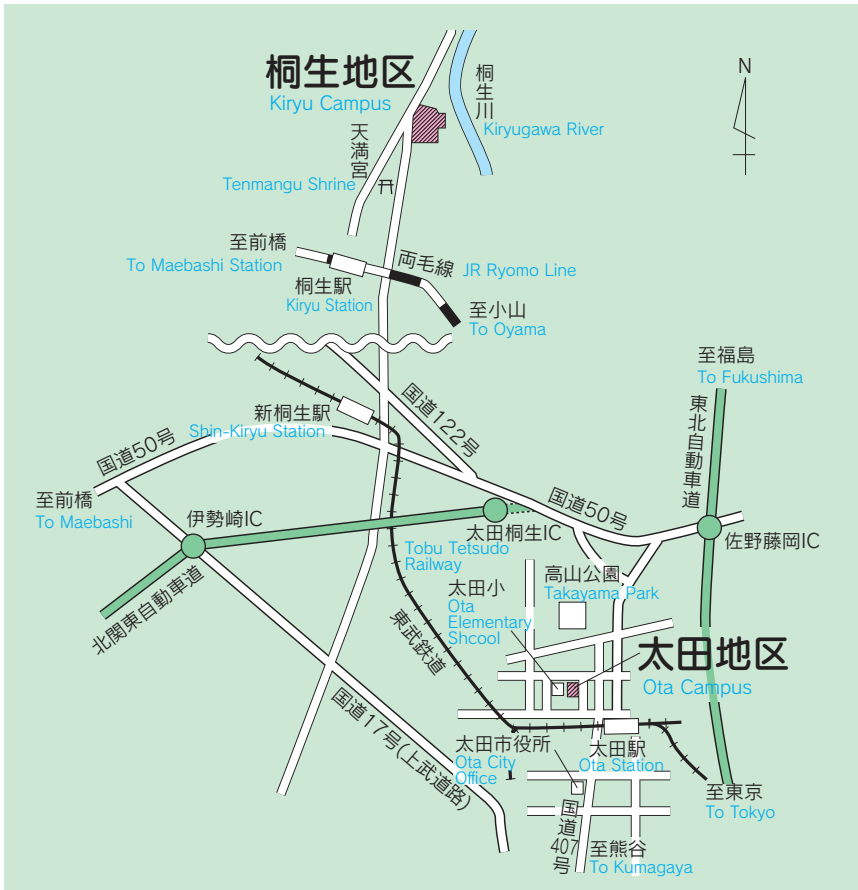 桐生地区
Kiryu Campus
桐生川
Kiryugawa River
N
天満宮
Tenmangu Shrine
至前橋
To Maebashi Station
両毛線
JR Ryomo Line
桐生駅
Kiryu Station
至小山
To Oyama
至福島
To Fukushima
東北自動車道
国道122号
新桐生駅
Shin-Kiryu Station
国道50号
至前橋
To Maebashi
伊勢崎IC
国道50号
太田桐生IC
佐野藤岡IC
北関東自動車道
Tobu Tetsudo
Railway
東武鉄道
高山公園
Takayama Park
太田小
Ota
Elementary
Shcool
太田地区
Ota Campus
国道17号(上武道路)
太田市役所
Ota City
Office
太田駅
Ota Station
至東京
To Tokyo
国道407号
至熊谷
To Kumagaya